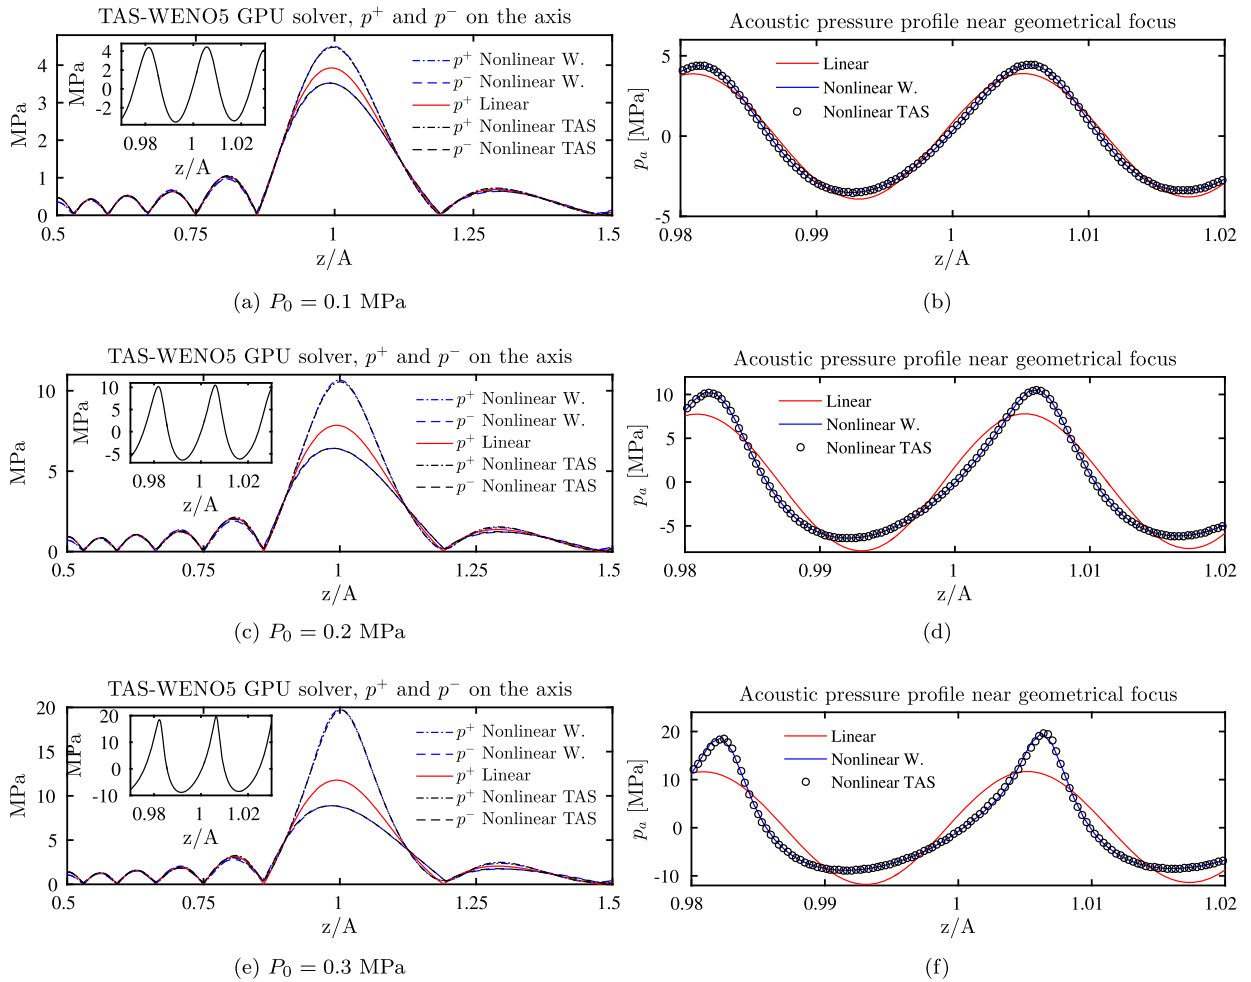 TAS-WENO5 GPU solver, p⁺ and p⁻ on the axis
MPa
4
3
2
1
0
0.5 0.75 1 1.25 1.5
z/A
MPa
4
2
0
-2
0.98 1 1.02
z/A
p⁺ Nonlinear W.
p⁻ Nonlinear W.
p⁺ Linear
p⁺ Nonlinear TAS
p⁻ Nonlinear TAS
(a) P₀ = 0.1 MPa
Acoustic pressure profile near geometrical focus
pₐ [MPa]
5
0
-5
0.98 0.99 1 1.01 1.02
z/A
Linear
Nonlinear W.
Nonlinear TAS
(b)
TAS-WENO5 GPU solver, p⁺ and p⁻ on the axis
MPa
10
5
0
0.5 0.75 1 1.25 1.5
z/A
MPa
10
5
0
-5
0.98 1 1.02
z/A
p⁺ Nonlinear W.
p⁻ Nonlinear W.
p⁺ Linear
p⁺ Nonlinear TAS
p⁻ Nonlinear TAS
(c) P₀ = 0.2 MPa
Acoustic pressure profile near geometrical focus
pₐ [MPa]
10
5
0
-5
0.98 0.99 1 1.01 1.02
z/A
Linear
Nonlinear W.
Nonlinear TAS
(d)
TAS-WENO5 GPU solver, p⁺ and p⁻ on the axis
MPa
20
15
10
5
0
0.5 0.75 1 1.25 1.5
z/A
MPa
20
10
0
-10
0.98 1 1.02
z/A
p⁺ Nonlinear W.
p⁻ Nonlinear W.
p⁺ Linear
p⁺ Nonlinear TAS
p⁻ Nonlinear TAS
(e) P₀ = 0.3 MPa
Acoustic pressure profile near geometrical focus
pₐ [MPa]
20
10
0
-10
0.98 0.99 1 1.01 1.02
z/A
Linear
Nonlinear W.
Nonlinear TAS
(f)